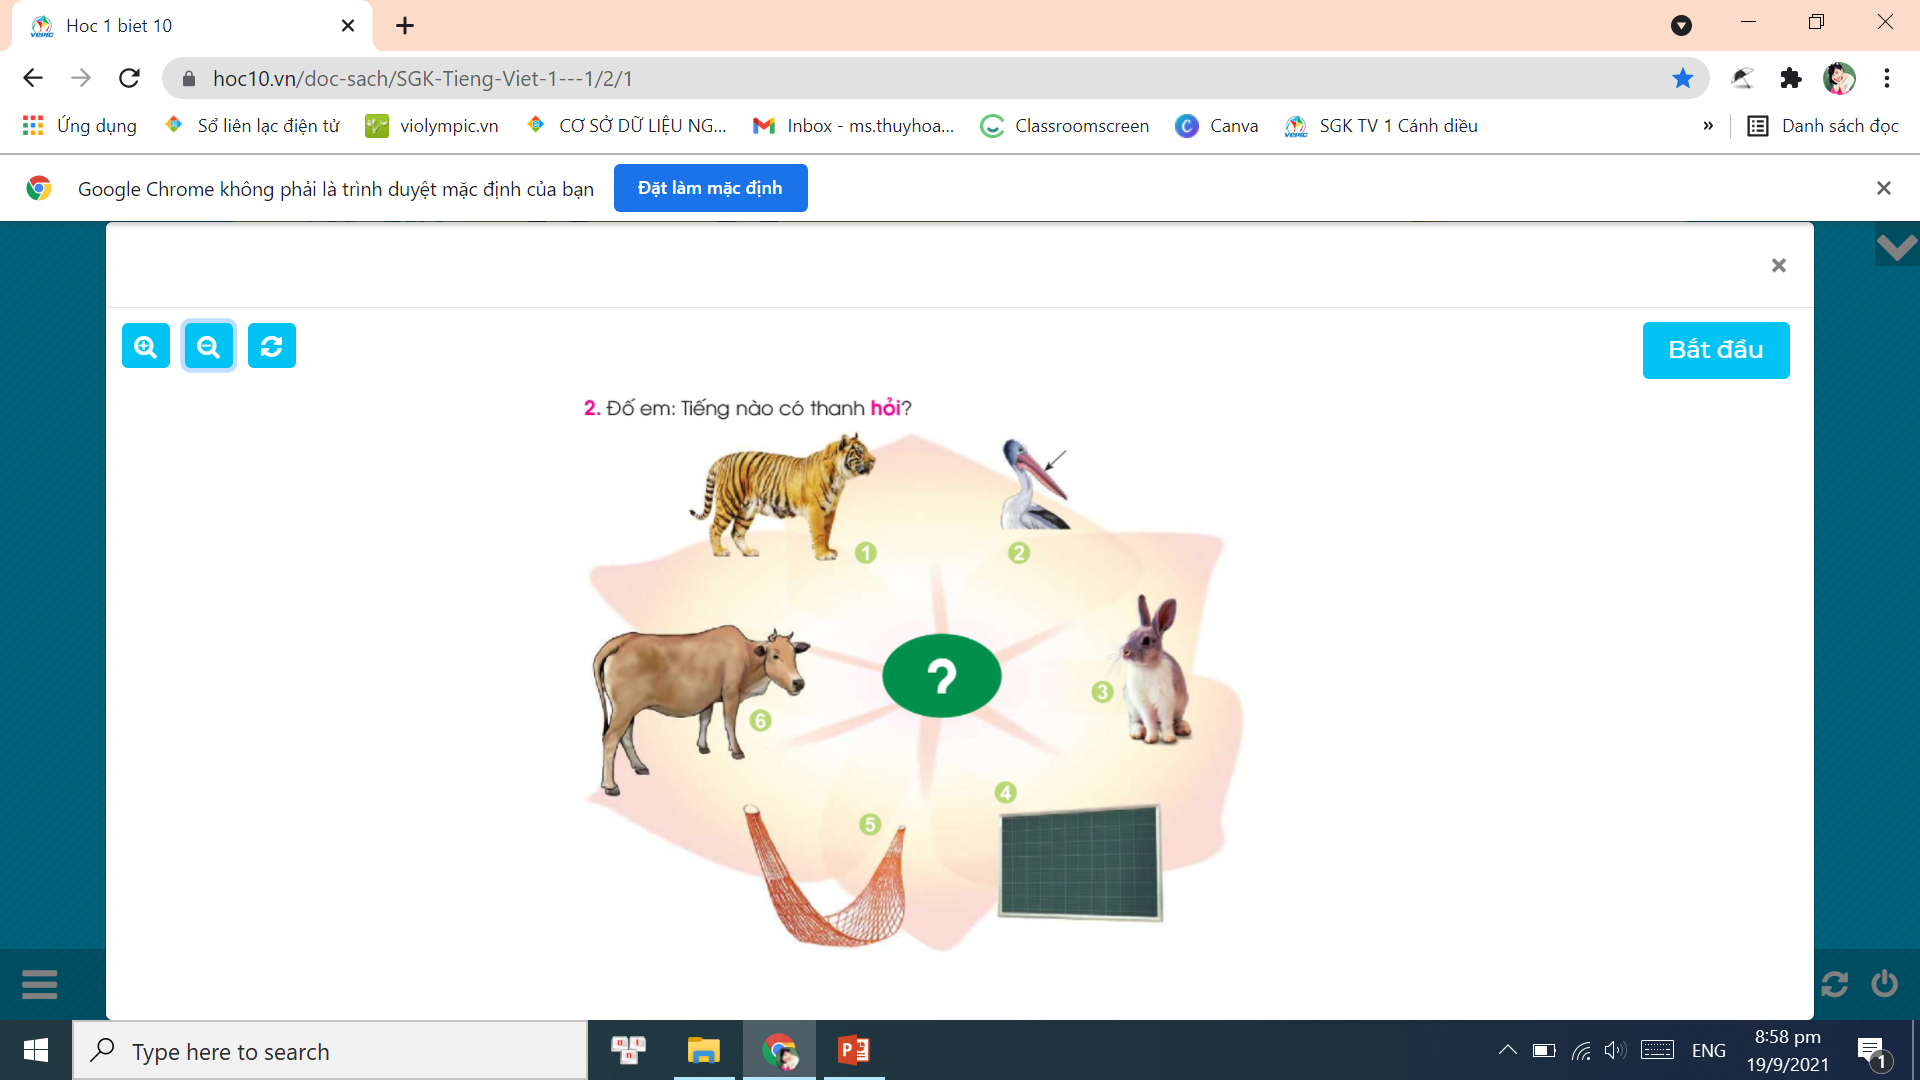 Hoc 1 biet 10
hoc10.vn/doc-sach/SGK-Tieng-Viet-1---1/2/1
Ứng dụng
Sổ liên lạc điện tử
violympic.vn
CƠ SỞ DỮ LIỆU NG...
Inbox - ms.thuyhoa...
Classroomscreen
Canva
SGK TV 1 Cánh diều
»
Danh sách đọc
Google Chrome không phải là trình duyệt mặc định của bạn
Đặt làm mặc định
Bắt đầu
2. Đố em: Tiếng nào có thanh hỏi?
1
2
?
3
6
4
5
Type here to search
ENG
8:58 pm
19/9/2021
1